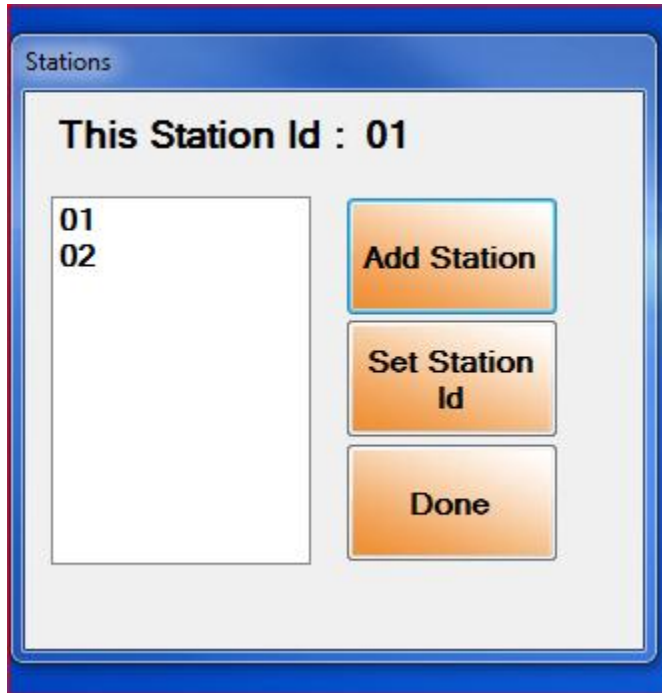 Stations
This Station Id : 01
01
02
Add Station
Set Station
Id
Done